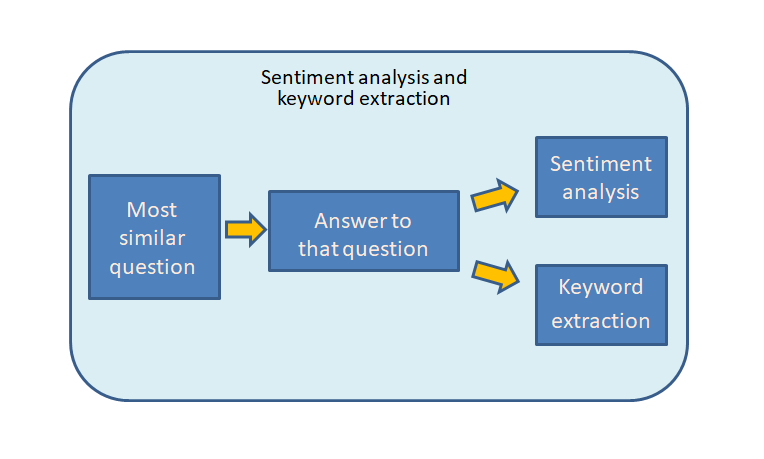 Sentiment analysis and
keyword extraction
Most
similar
question
Answer to
that question
Sentiment
analysis
Keyword
extraction